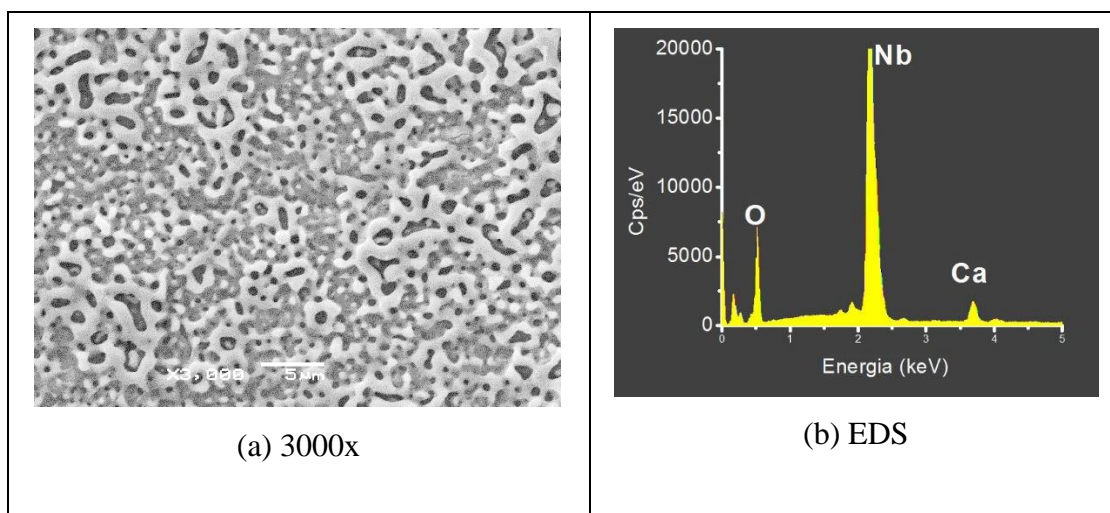 X3,000 5µm
(a) 3000x
20000
15000
10000
5000
0
Cps/eV
Nb
O
Ca
0 1 2 3 4 5
Energia (keV)
(b) EDS